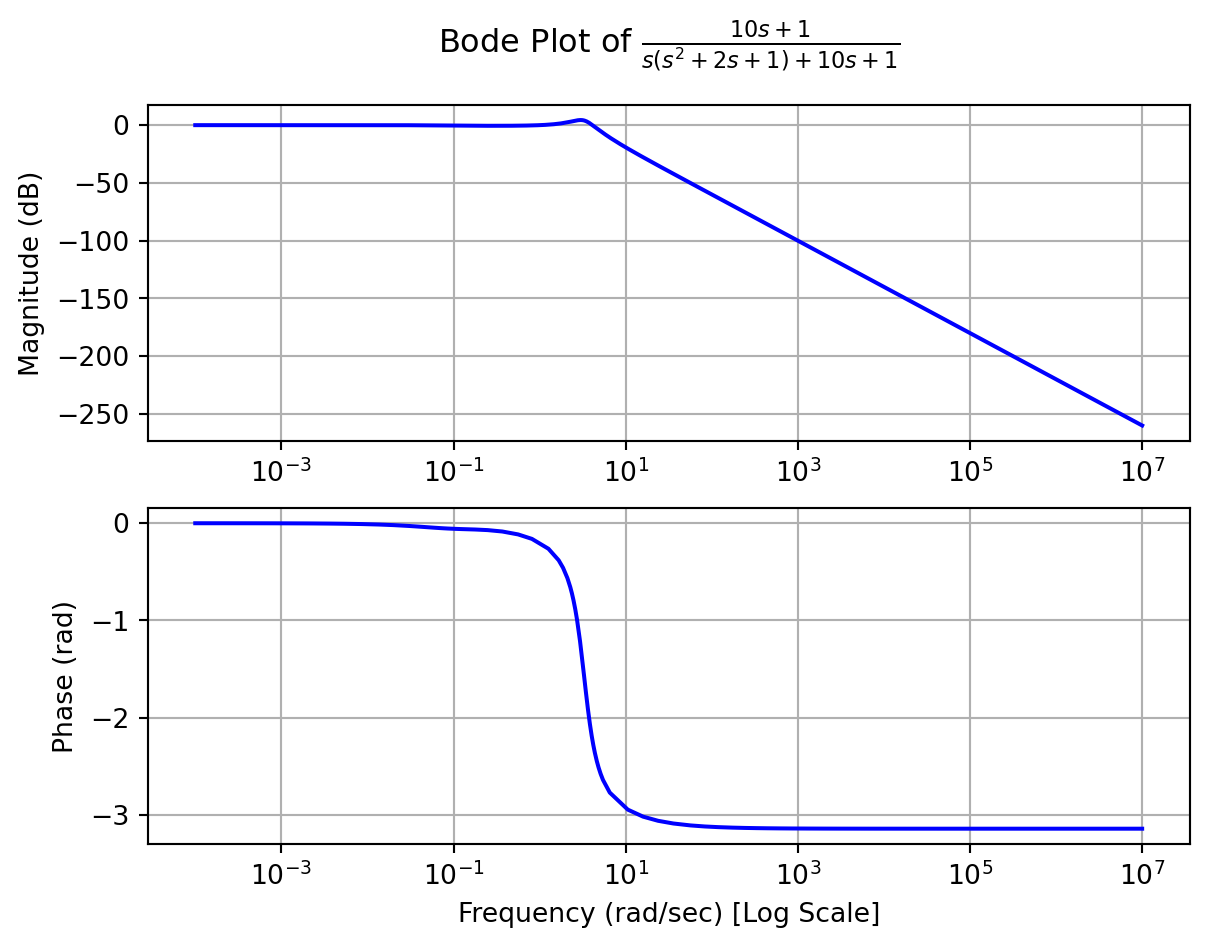 Bode Plot of \frac{10s+1}{s(s^2+2s+1)+10s+1}
Magnitude (dB)
0
−50
−100
−150
−200
−250
10^{-3} 10^{-1} 10^{1} 10^{3} 10^{5} 10^{7}
Phase (rad)
0
−1
−2
−3
10^{-3} 10^{-1} 10^{1} 10^{3} 10^{5} 10^{7}
Frequency (rad/sec) [Log Scale]